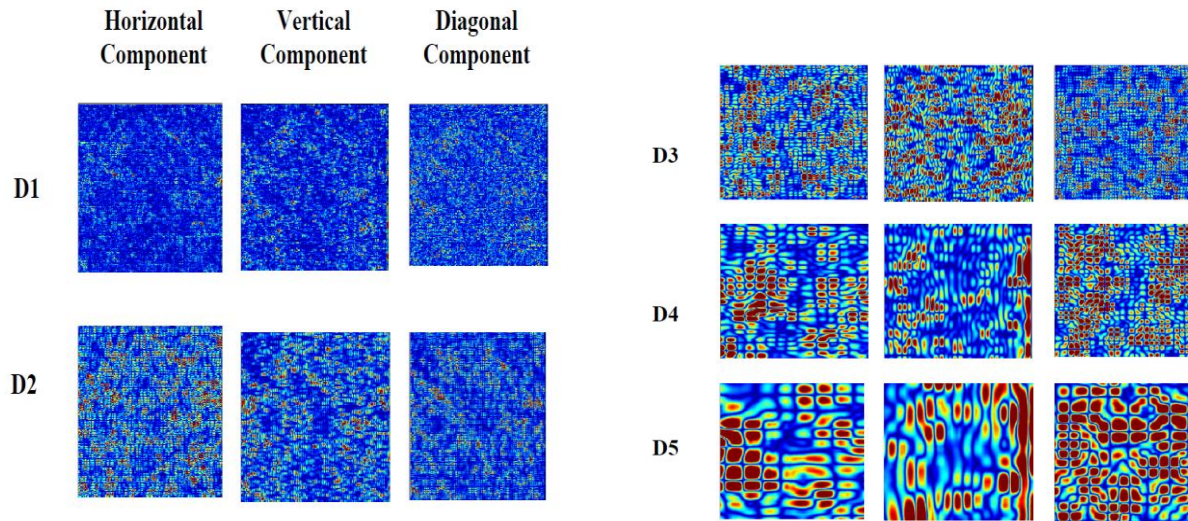 Horizontal
Component
Vertical
Component
Diagonal
Component
D1
D2
D3
D4
D5